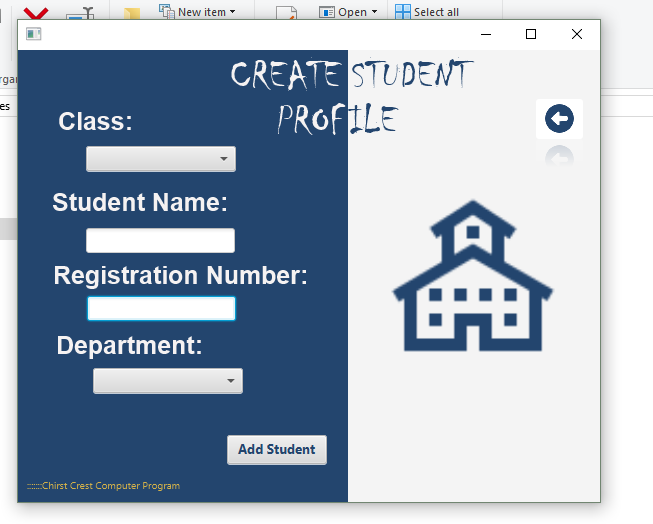 New item
Open
Select all
rgan
es
CREATE STUDENT
PROFILE
Class:
Student Name:
Registration Number:
Department:
Add Student
:::::::Chirst Crest Computer Program